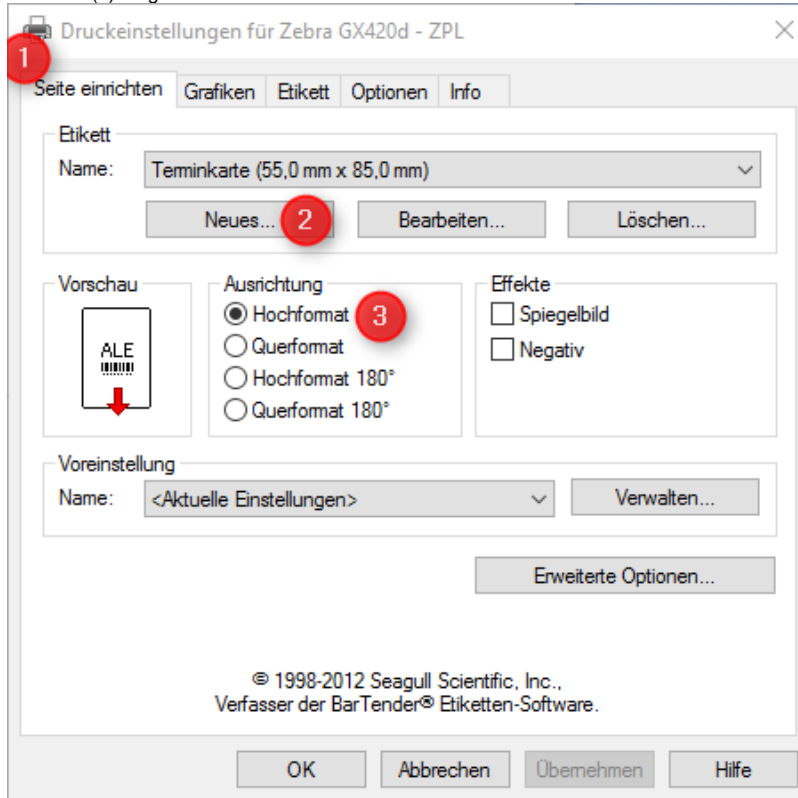 Druckeinstellungen für Zebra GX420d - ZPL
1
Seite einrichten Grafiken Etikett Optionen Info
Etikett
Name: Terminkarte (55,0 mm x 85,0 mm)
Neues... 2 Bearbeiten... Löschen...
Vorschau Ausrichtung Effekte
Hochformat 3 Spiegelbild
Querformat Negativ
ALE
Hochformat 180°
Querformat 180°
Voreinstellung
Name: <Aktuelle Einstellungen> Verwalten...
Erweiterte Optionen...
© 1998-2012 Seagull Scientific, Inc.,
Verfasser der BarTender® Etiketten-Software.
OK Abbrechen Übernehmen Hilfe